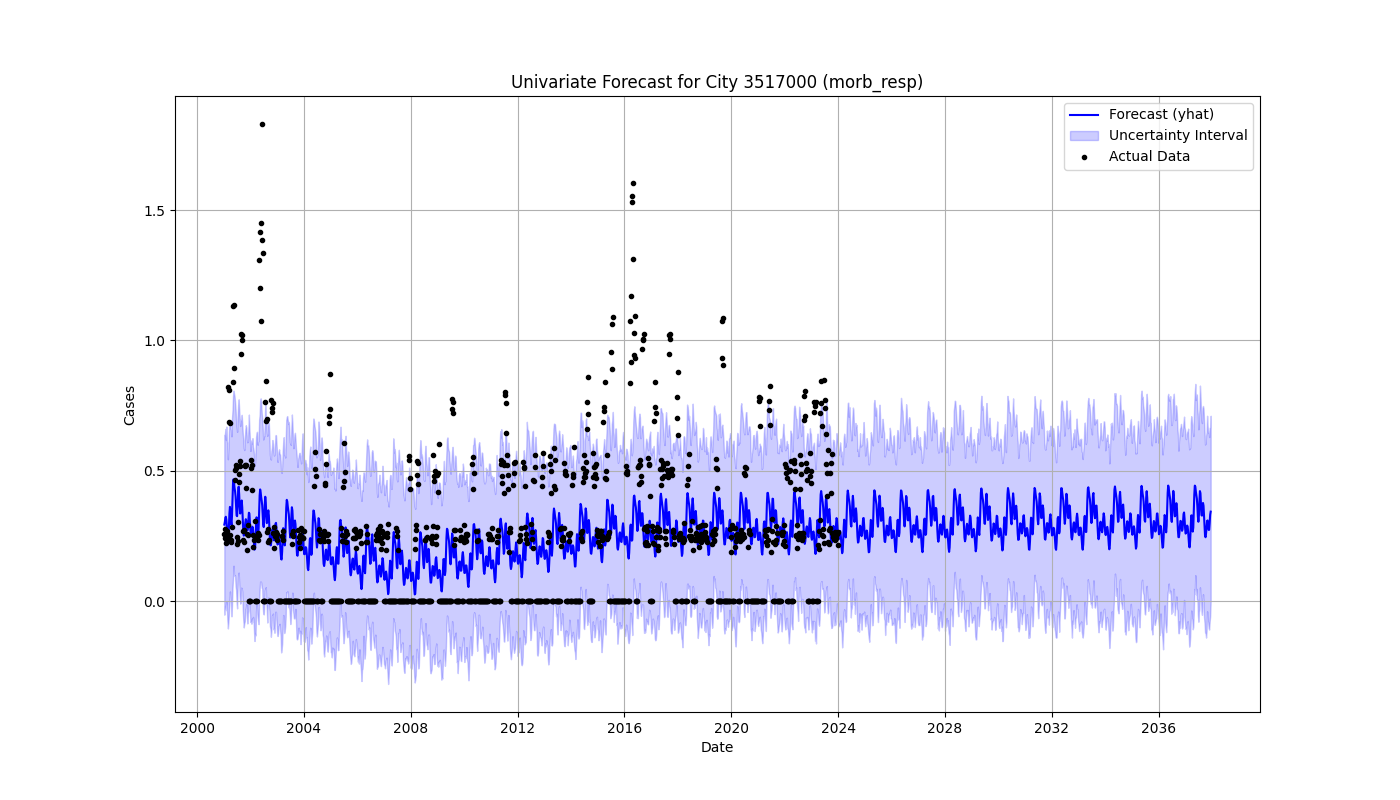 Univariate Forecast for City 3517000 (morb_resp)
Forecast (yhat)
Uncertainty Interval
Actual Data
Cases
1.5
1.0
0.5
0.0
2000 2004 2008 2012 2016 2020 2024 2028 2032 2036
Date